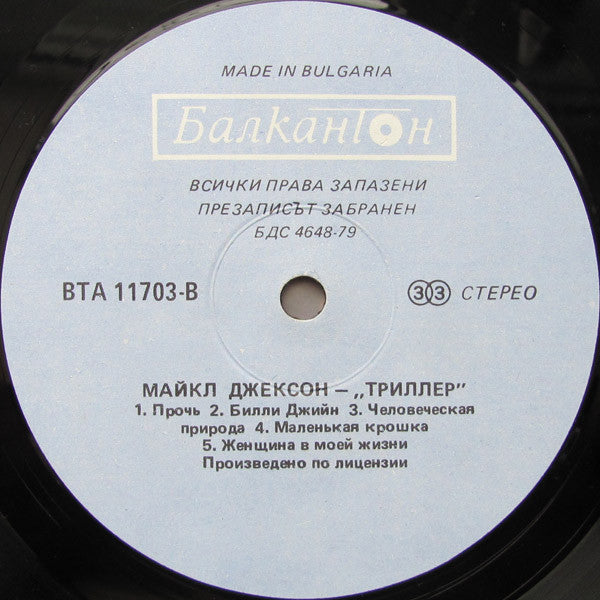 MADE IN BULGARIA
Балкантон
ВСИЧКИ ПРАВА ЗАПАЗЕНИ
ПРЕЗАПИСЪТ ЗАБРАНЕН
БДС 4648-79
ВТА 11703-В
33 СТЕРЕО
МАЙКЛ ДЖЕКСОН – „ТРИЛЛЕР"
1. Прочь 2. Билли Джийн 3. Человеческая
природа 4. Маленькая крошка
5. Женщина в моей жизни
Произведено по лицензии